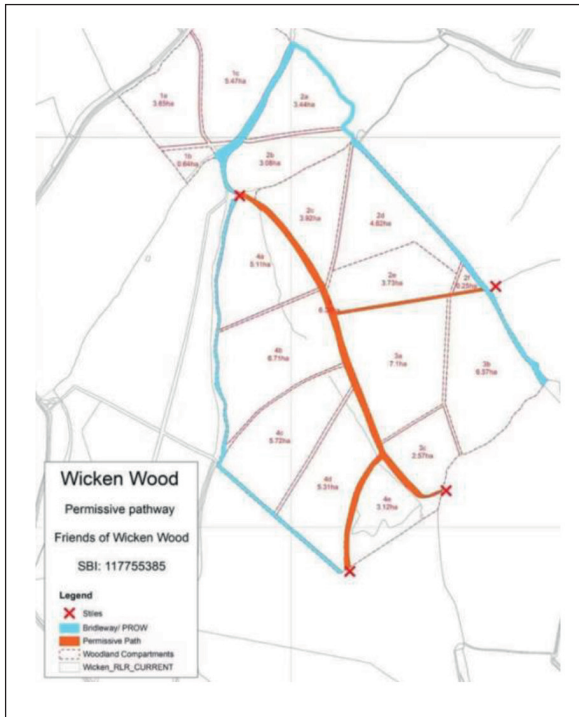 1c
5.47ha
1a
3.65ha
2a
3.44ha
1b
0.84ha
2b
3.08ha
2c
3.92ha
2d
4.62ha
4a
5.11ha
2e
3.73ha
2f
0.25ha
4b
6.71ha
3a
7.1ha
3b
6.37ha
4c
5.72ha
3c
2.57ha
4d
5.31ha
4e
3.12ha
Wicken Wood
Permissive pathway
Friends of Wicken Wood
SBI: 117755385
Legend
Stiles
Bridleway/ PROW
Permissive Path
Woodland Compartments
Wicken_RLR_CURRENT